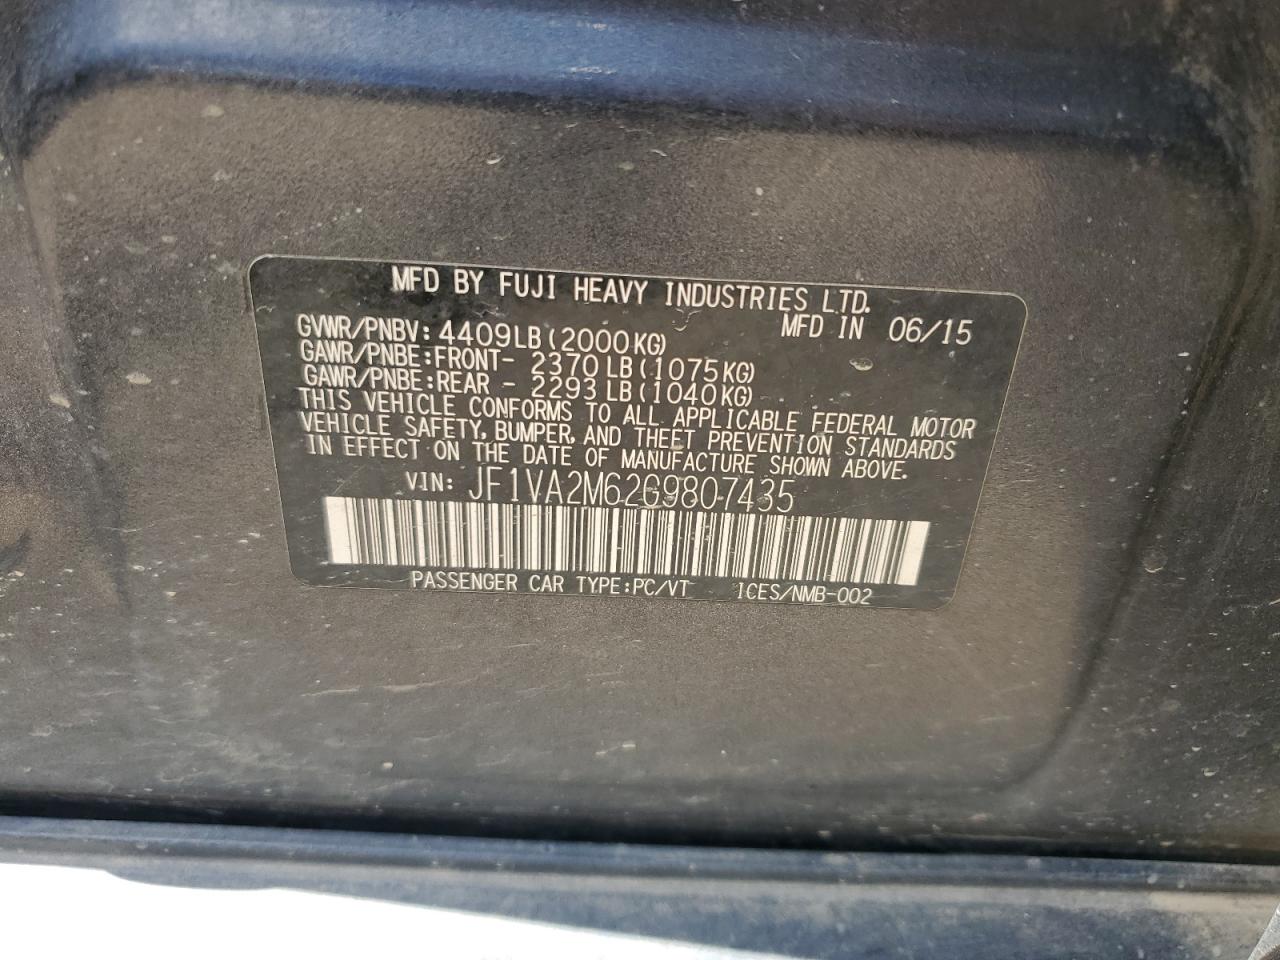 MFD BY FUJI HEAVY INDUSTRIES LTD.
MFD IN 06/15
GVWR/PNBV: 4409LB (2000KG)
GAWR/PNBE:FRONT- 2370LB (1075KG)
GAWR/PNBE:REAR - 2293LB (1040KG)
THIS VEHICLE CONFORMS TO ALL APPLICABLE FEDERAL MOTOR
VEHICLE SAFETY, BUMPER, AND THEFT PREVENTION STANDARDS
IN EFFECT ON THE DATE OF MANUFACTURE SHOWN ABOVE.
VIN: JF1VA2M62G9807435
PASSENGER CAR TYPE:PC/VT ICES/NMB-002